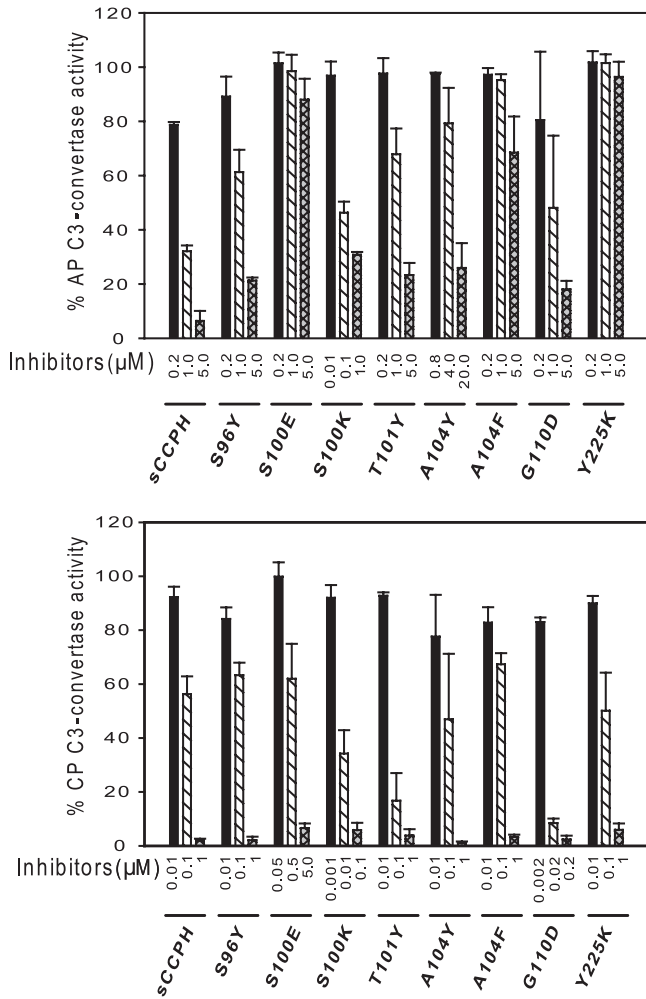 120
100
80
60
40
20
0
% AP C3-convertase activity
Inhibitors(µM)
0.2 1.0 5.0 0.2 1.0 5.0 0.2 1.0 5.0 0.01 0.1 1.0 0.2 1.0 5.0 0.8 4.0 20.0 0.2 1.0 5.0 0.2 1.0 5.0 0.2 1.0 5.0
sCCPH S96Y S100E S100K T101Y A104Y A104F G110D Y225K
120
100
80
60
40
20
0
% CP C3-convertase activity
Inhibitors(µM)
0.01 0.1 1 0.01 0.1 1 0.05 0.5 5.0 0.001 0.01 0.1 0.01 0.1 1 0.01 0.1 1 0.01 0.1 1 0.002 0.02 0.2 0.01 0.1 1
sCCPH S96Y S100E S100K T101Y A104Y A104F G110D Y225K